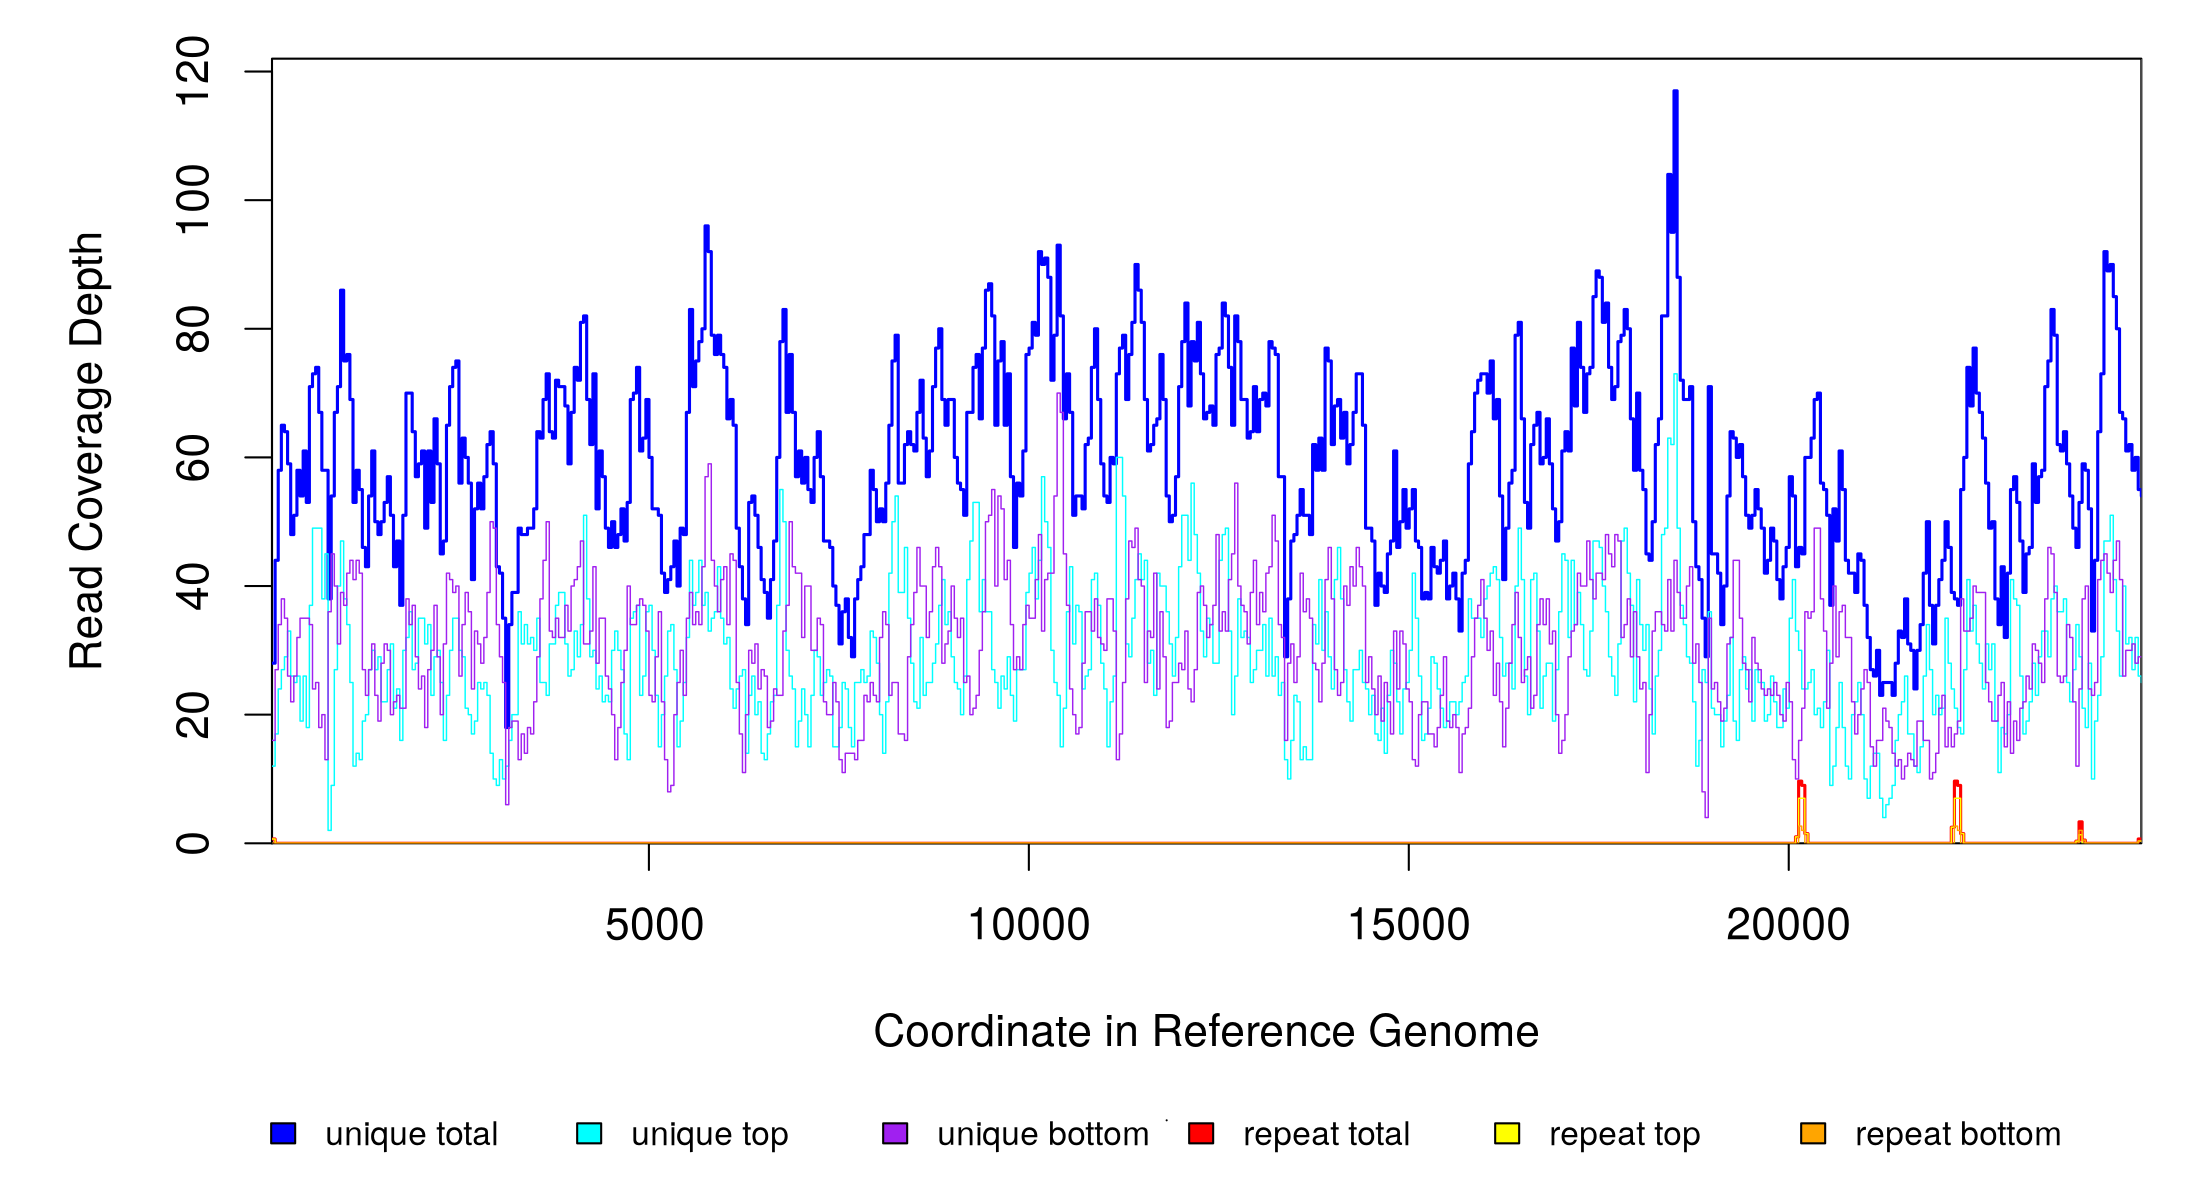 120
100
80
60
40
20
0
Read Coverage Depth
5000 10000 15000 20000
Coordinate in Reference Genome
unique total unique top unique bottom repeat total repeat top repeat bottom